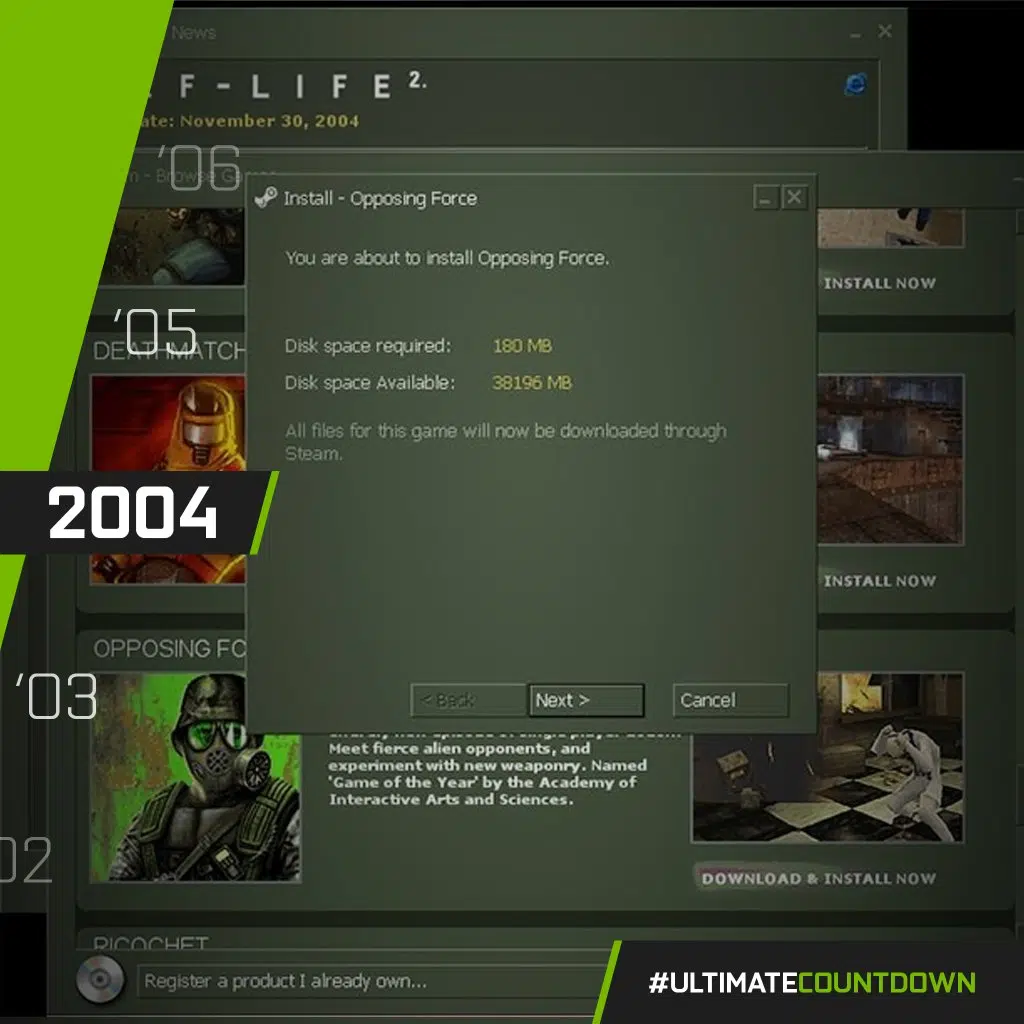 News
F-LIFE 2.
ate: November 30, 2004
'06
Browse
Install - Opposing Force
You are about to install Opposing Force.
INSTALL NOW
'05
DEATHMATCH
Disk space required: 180 MB
Disk space Available: 38196 MB
All files for this game will now be downloaded through
Steam.
2004
INSTALL NOW
OPPOSING FO
'03
< Back
Next >
Cancel
Meet fierce alien opponents, and
experiment with new weaponry. Named
'Game of the Year' by the Academy of
Interactive Arts and Sciences.
02
DOWNLOAD & INSTALL NOW
RICOCHET
Register a product I already own...
#ULTIMATECOUNTDOWN